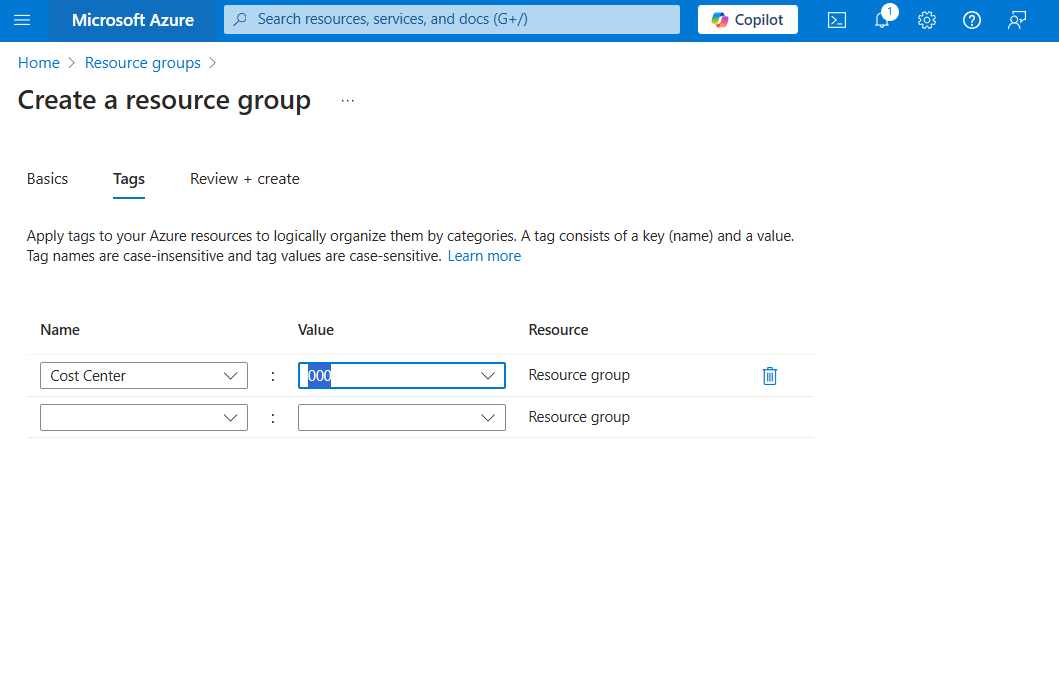 Microsoft Azure Search resources, services, and docs (G+/) Copilot 1
Home > Resource groups >
Create a resource group ...
Basics Tags Review + create
Apply tags to your Azure resources to logically organize them by categories. A tag consists of a key (name) and a value.
Tag names are case-insensitive and tag values are case-sensitive. Learn more
Name Value Resource
Cost Center : 000 Resource group
: Resource group